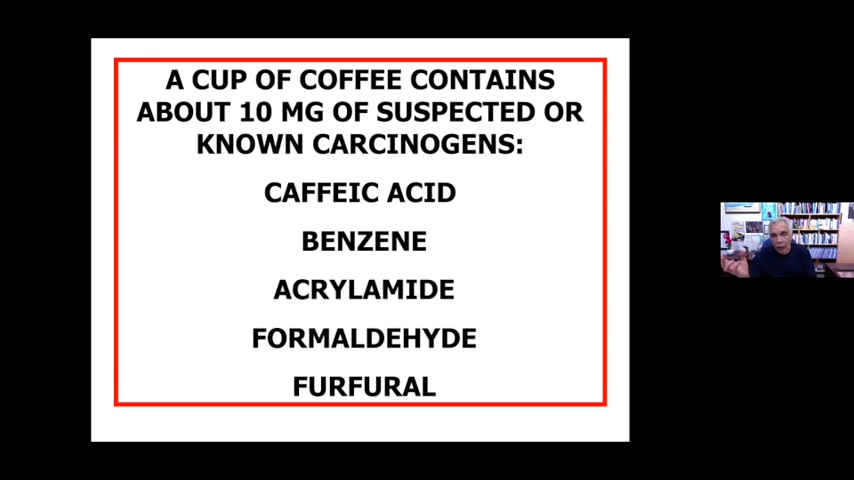 A CUP OF COFFEE CONTAINS
ABOUT 10 MG OF SUSPECTED OR
KNOWN CARCINOGENS:
CAFFEIC ACID
BENZENE
ACRYLAMIDE
FORMALDEHYDE
FURFURAL